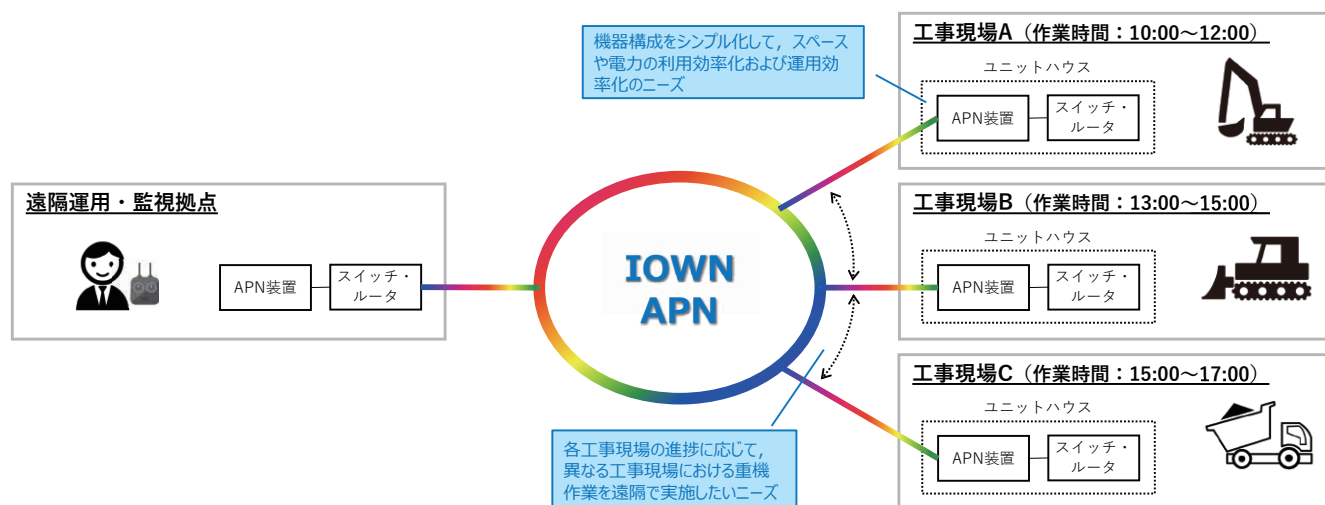 機器構成をシンプル化して，スペース
や電力の利用効率化および運用効
率化のニーズ
工事現場A（作業時間：10:00～12:00）
ユニットハウス
APN装置
スイッチ・
ルータ
遠隔運用・監視拠点
APN装置
スイッチ・
ルータ
IOWN
APN
工事現場B（作業時間：13:00～15:00）
ユニットハウス
APN装置
スイッチ・
ルータ
工事現場C（作業時間：15:00～17:00）
ユニットハウス
APN装置
スイッチ・
ルータ
各工事現場の進捗に応じて，
異なる工事現場における重機
作業を遠隔で実施したいニーズ